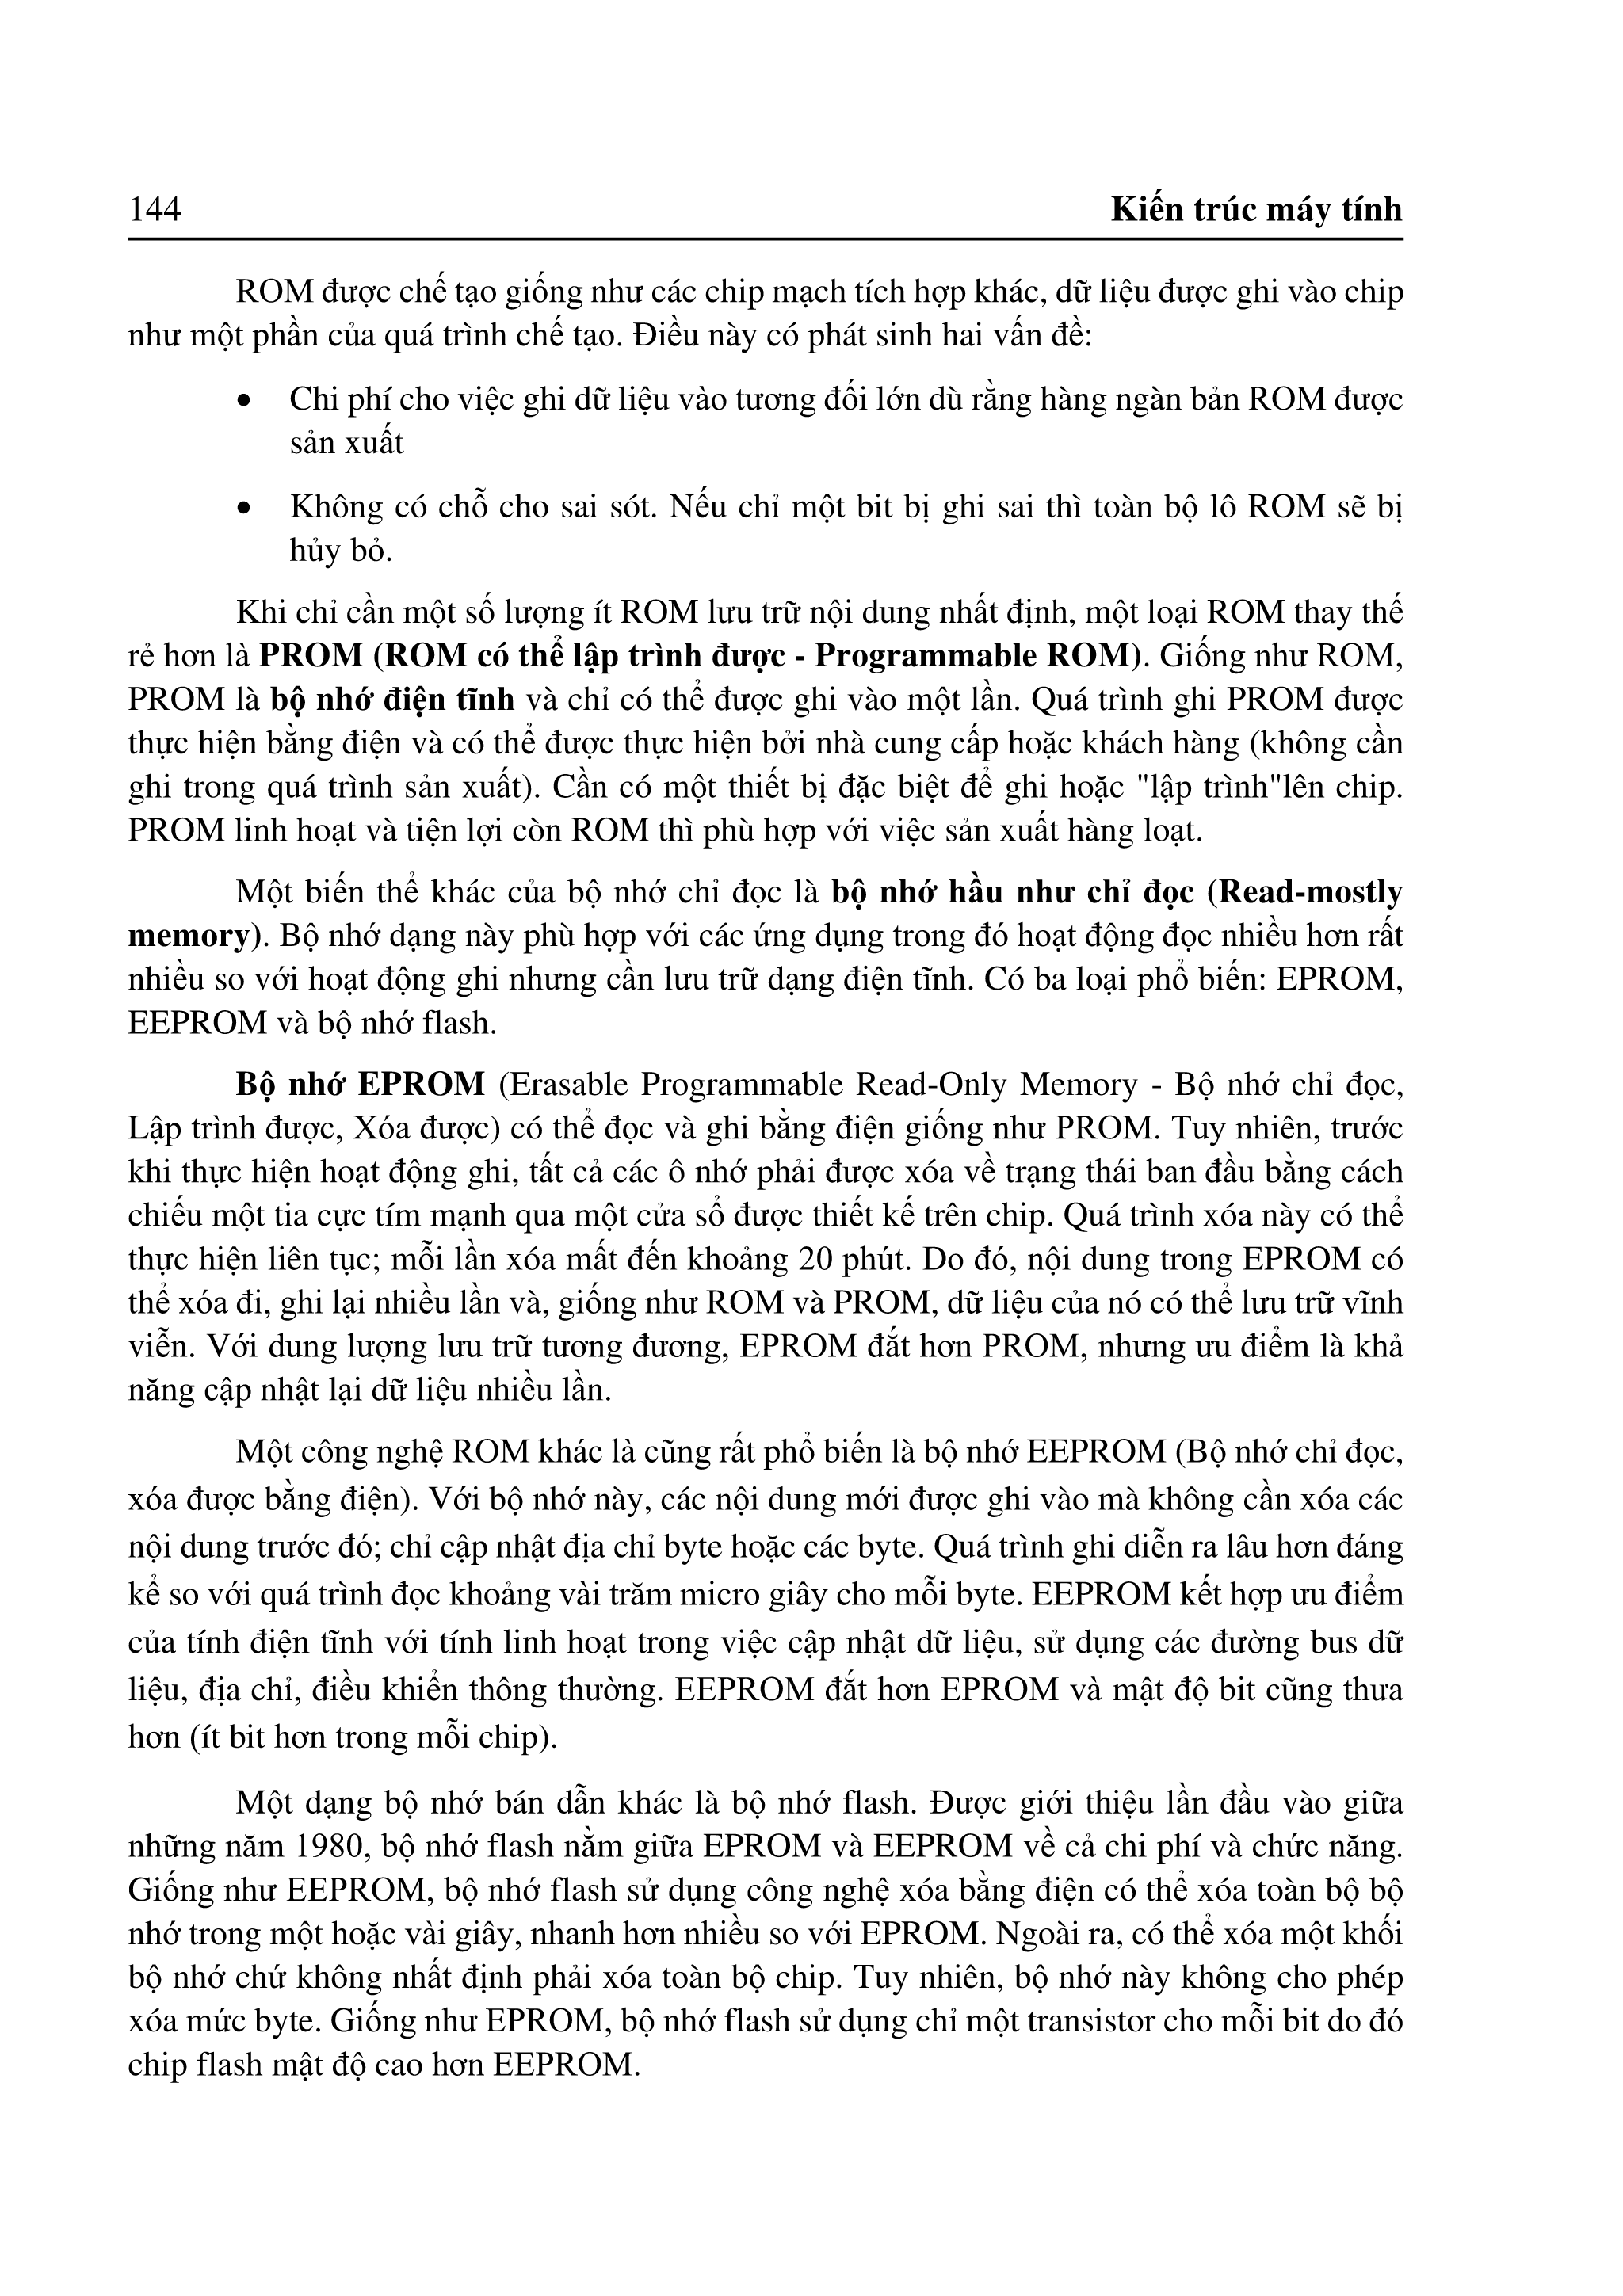 144 Kiến trúc máy tính
ROM được chế tạo giống như các chip mạch tích hợp khác, dữ liệu được ghi vào chip
như một phần của quá trình chế tạo. Điều này có phát sinh hai vấn đề:
• Chi phí cho việc ghi dữ liệu vào tương đối lớn dù rằng hàng ngàn bản ROM được
sản xuất
• Không có chỗ cho sai sót. Nếu chỉ một bit bị ghi sai thì toàn bộ lô ROM sẽ bị
hủy bỏ.
Khi chỉ cần một số lượng ít ROM lưu trữ nội dung nhất định, một loại ROM thay thế
rẻ hơn là PROM (ROM có thể lập trình được - Programmable ROM). Giống như ROM,
PROM là bộ nhớ điện tĩnh và chỉ có thể được ghi vào một lần. Quá trình ghi PROM được
thực hiện bằng điện và có thể được thực hiện bởi nhà cung cấp hoặc khách hàng (không cần
ghi trong quá trình sản xuất). Cần có một thiết bị đặc biệt để ghi hoặc "lập trình"lên chip.
PROM linh hoạt và tiện lợi còn ROM thì phù hợp với việc sản xuất hàng loạt.
Một biến thể khác của bộ nhớ chỉ đọc là bộ nhớ hầu như chỉ đọc (Read-mostly
memory). Bộ nhớ dạng này phù hợp với các ứng dụng trong đó hoạt động đọc nhiều hơn rất
nhiều so với hoạt động ghi nhưng cần lưu trữ dạng điện tĩnh. Có ba loại phổ biến: EPROM,
EEPROM và bộ nhớ flash.
Bộ nhớ EPROM (Erasable Programmable Read-Only Memory - Bộ nhớ chỉ đọc,
Lập trình được, Xóa được) có thể đọc và ghi bằng điện giống như PROM. Tuy nhiên, trước
khi thực hiện hoạt động ghi, tất cả các ô nhớ phải được xóa về trạng thái ban đầu bằng cách
chiếu một tia cực tím mạnh qua một cửa sổ được thiết kế trên chip. Quá trình xóa này có thể
thực hiện liên tục; mỗi lần xóa mất đến khoảng 20 phút. Do đó, nội dung trong EPROM có
thể xóa đi, ghi lại nhiều lần và, giống như ROM và PROM, dữ liệu của nó có thể lưu trữ vĩnh
viễn. Với dung lượng lưu trữ tương đương, EPROM đắt hơn PROM, nhưng ưu điểm là khả
năng cập nhật lại dữ liệu nhiều lần.
Một công nghệ ROM khác là cũng rất phổ biến là bộ nhớ EEPROM (Bộ nhớ chỉ đọc,
xóa được bằng điện). Với bộ nhớ này, các nội dung mới được ghi vào mà không cần xóa các
nội dung trước đó; chỉ cập nhật địa chỉ byte hoặc các byte. Quá trình ghi diễn ra lâu hơn đáng
kể so với quá trình đọc khoảng vài trăm micro giây cho mỗi byte. EEPROM kết hợp ưu điểm
của tính điện tĩnh với tính linh hoạt trong việc cập nhật dữ liệu, sử dụng các đường bus dữ
liệu, địa chỉ, điều khiển thông thường. EEPROM đắt hơn EPROM và mật độ bit cũng thưa
hơn (ít bit hơn trong mỗi chip).
Một dạng bộ nhớ bán dẫn khác là bộ nhớ flash. Được giới thiệu lần đầu vào giữa
những năm 1980, bộ nhớ flash nằm giữa EPROM và EEPROM về cả chi phí và chức năng.
Giống như EEPROM, bộ nhớ flash sử dụng công nghệ xóa bằng điện có thể xóa toàn bộ bộ
nhớ trong một hoặc vài giây, nhanh hơn nhiều so với EPROM. Ngoài ra, có thể xóa một khối
bộ nhớ chứ không nhất định phải xóa toàn bộ chip. Tuy nhiên, bộ nhớ này không cho phép
xóa mức byte. Giống như EPROM, bộ nhớ flash sử dụng chỉ một transistor cho mỗi bit do đó
chip flash mật độ cao hơn EEPROM.